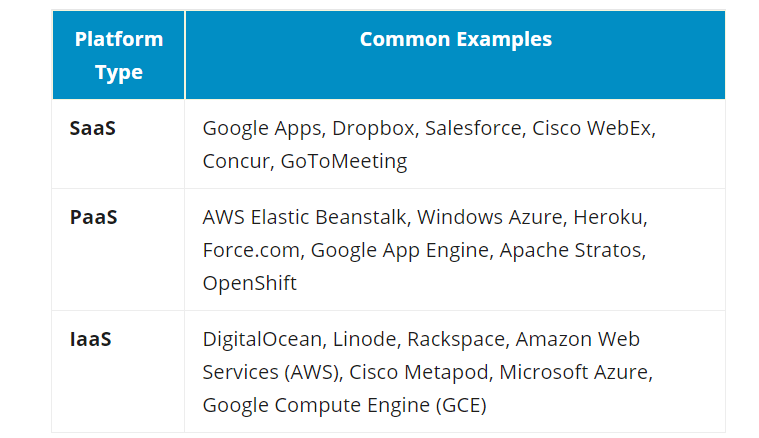 Platform Type
Common Examples
SaaS
Google Apps, Dropbox, Salesforce, Cisco WebEx,
Concur, GoToMeeting
PaaS
AWS Elastic Beanstalk, Windows Azure, Heroku,
Force.com, Google App Engine, Apache Stratos,
OpenShift
IaaS
DigitalOcean, Linode, Rackspace, Amazon Web
Services (AWS), Cisco Metapod, Microsoft Azure,
Google Compute Engine (GCE)